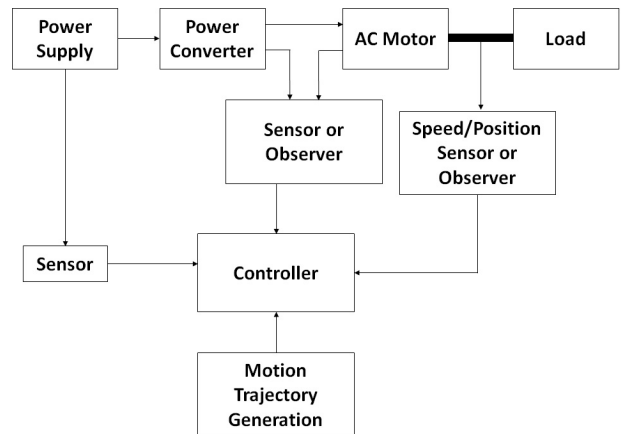 Power
Supply
Power
Converter
AC Motor
Load
Sensor or
Observer
Speed/Position
Sensor or
Observer
Sensor
Controller
Motion
Trajectory
Generation